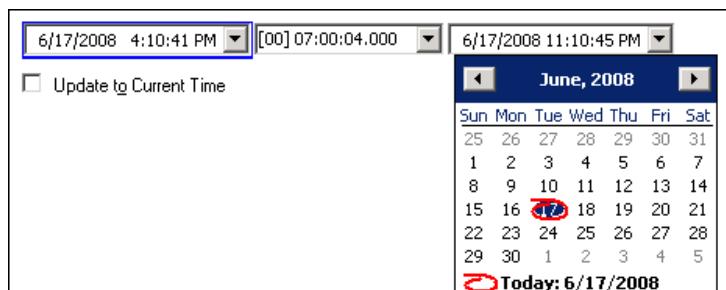 6/17/2008 4:10:41 PM [00] 07:00:04.000 6/17/2008 11:10:45 PM
Update to Current Time
June, 2008
Sun Mon Tue Wed Thu Fri Sat
25 26 27 28 29 30 31
1 2 3 4 5 6 7
8 9 10 11 12 13 14
15 16 17 18 19 20 21
22 23 24 25 26 27 28
29 30 1 2 3 4 5
Today: 6/17/2008